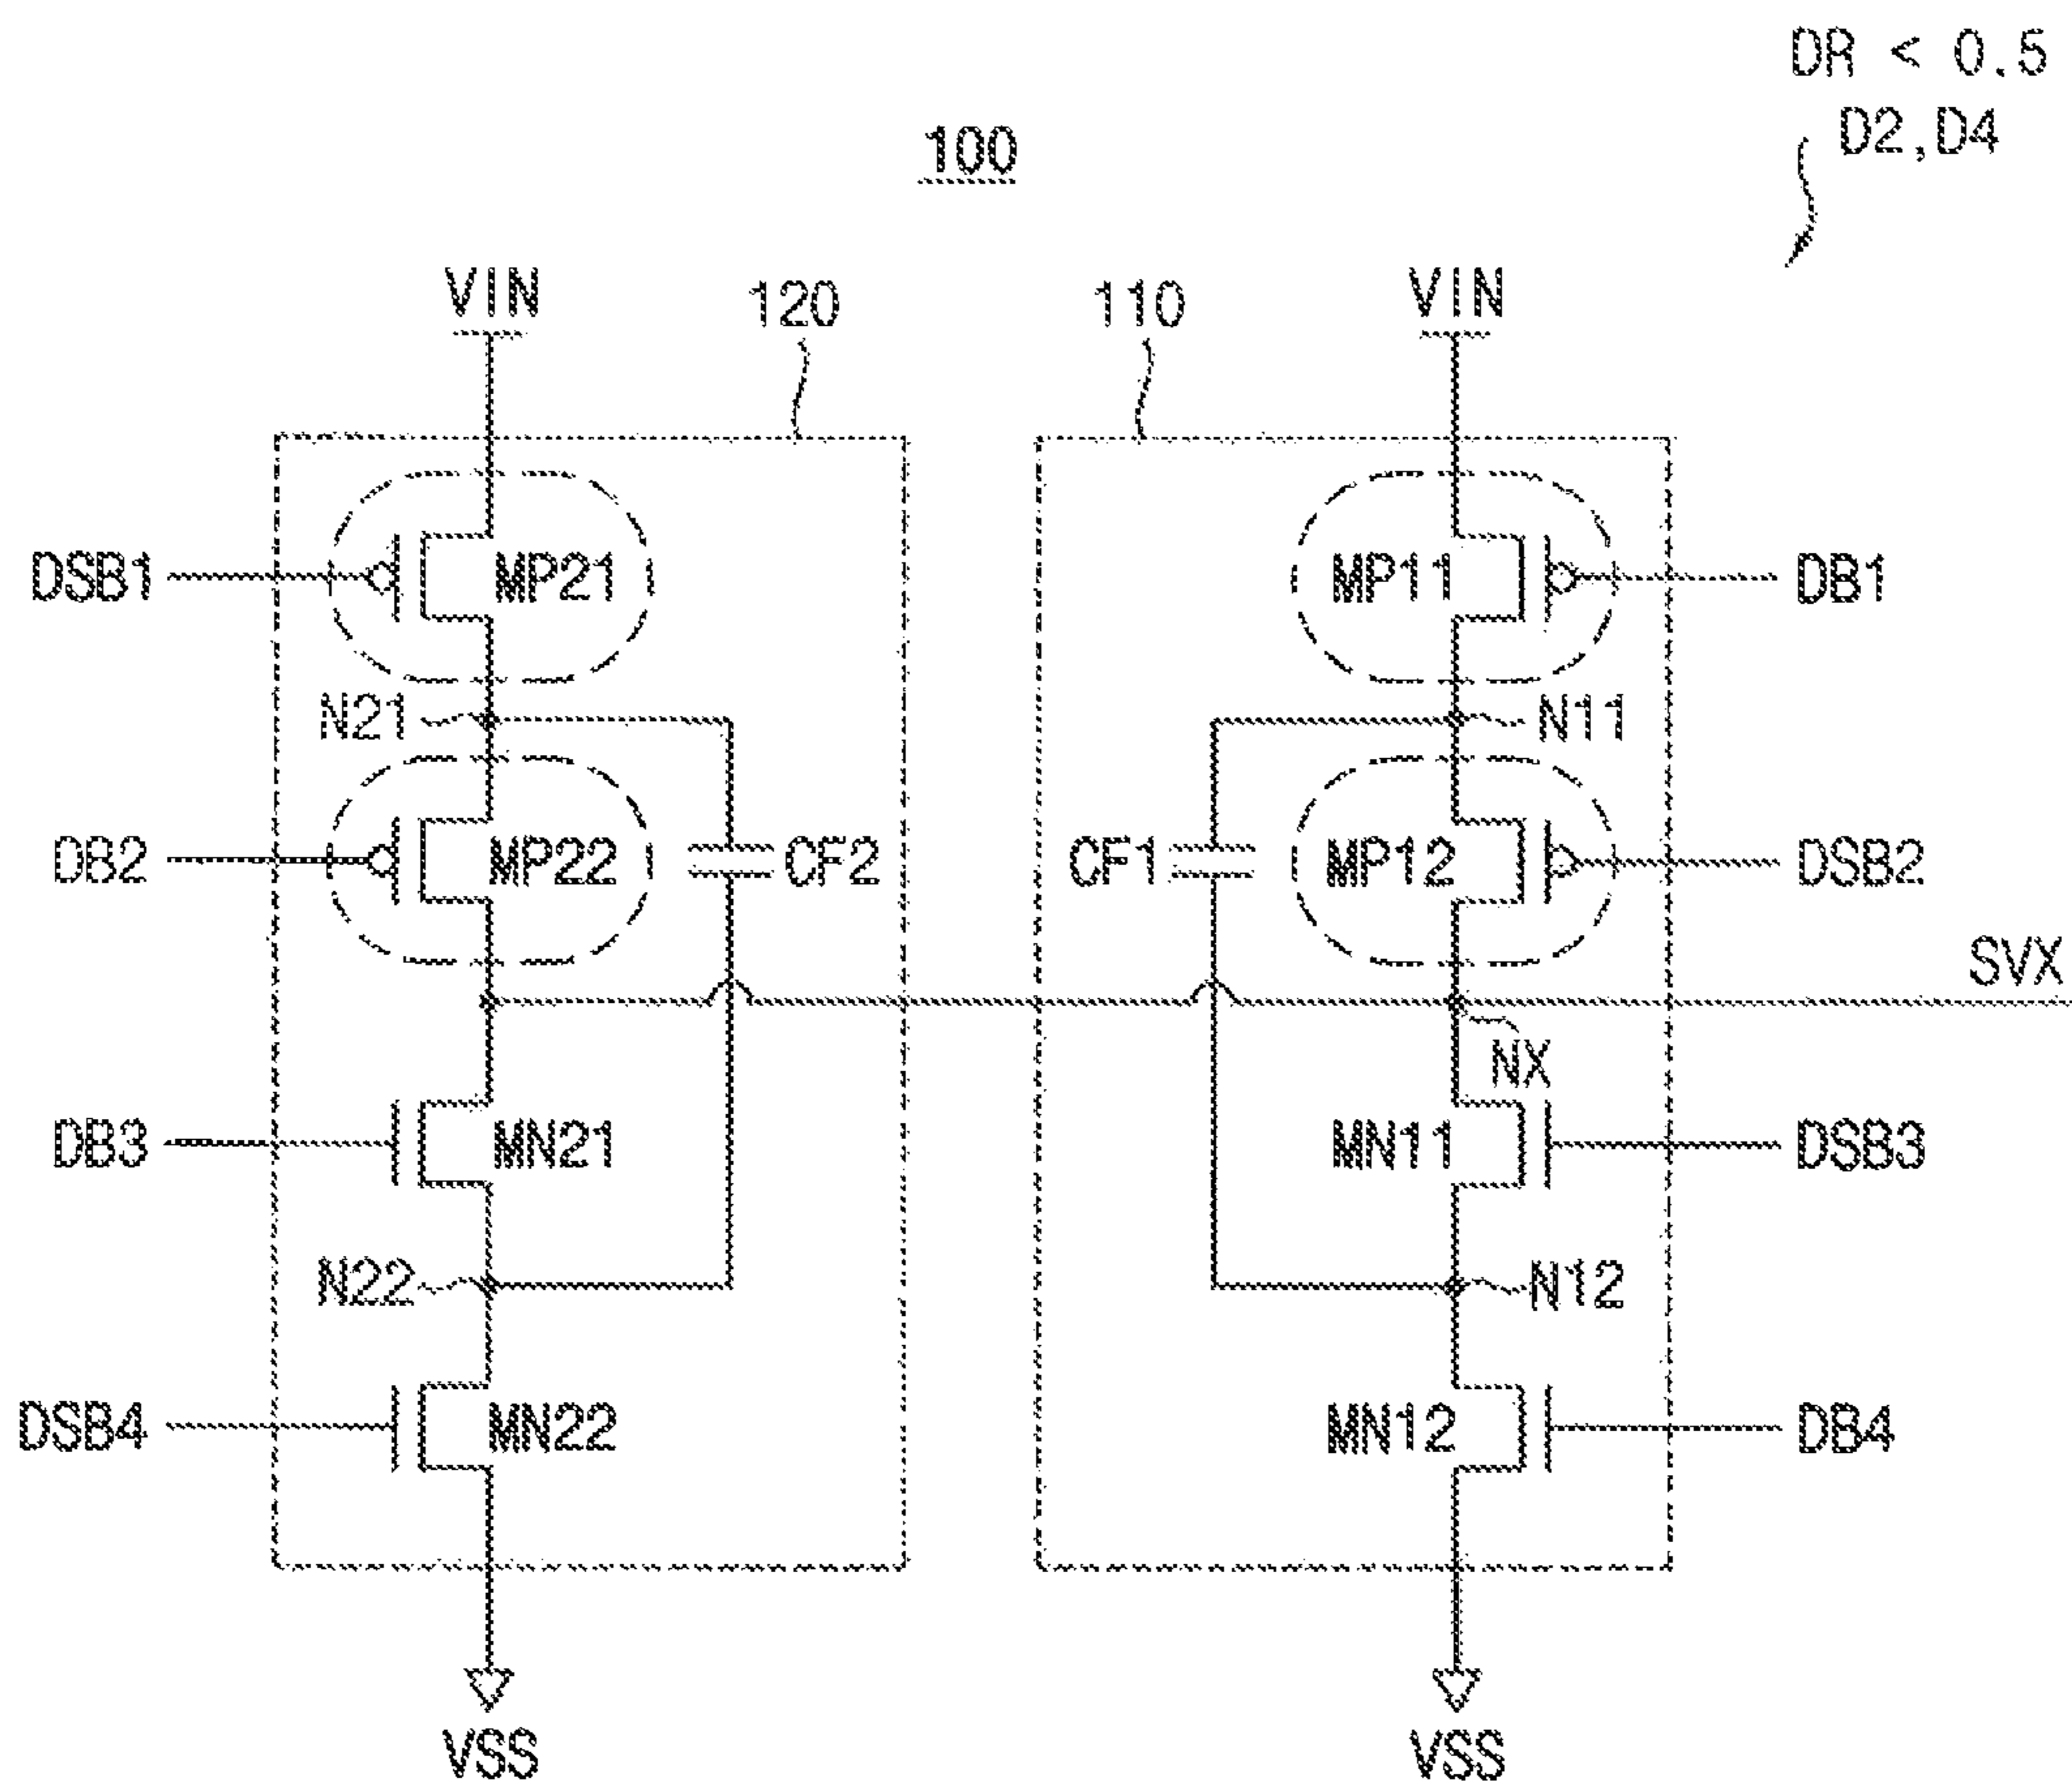 DR < 0.5
D2,D4
100
VIN
120
110
VIN
DSB1
MP21
MP11
DB1
N21
N11
DB2
MP22
CF2
CF1
MP12
DSB2
SVX
NX
DB3
MN21
MN11
DSB3
N22
N12
DSB4
MN22
MN12
DB4
VSS
VSS